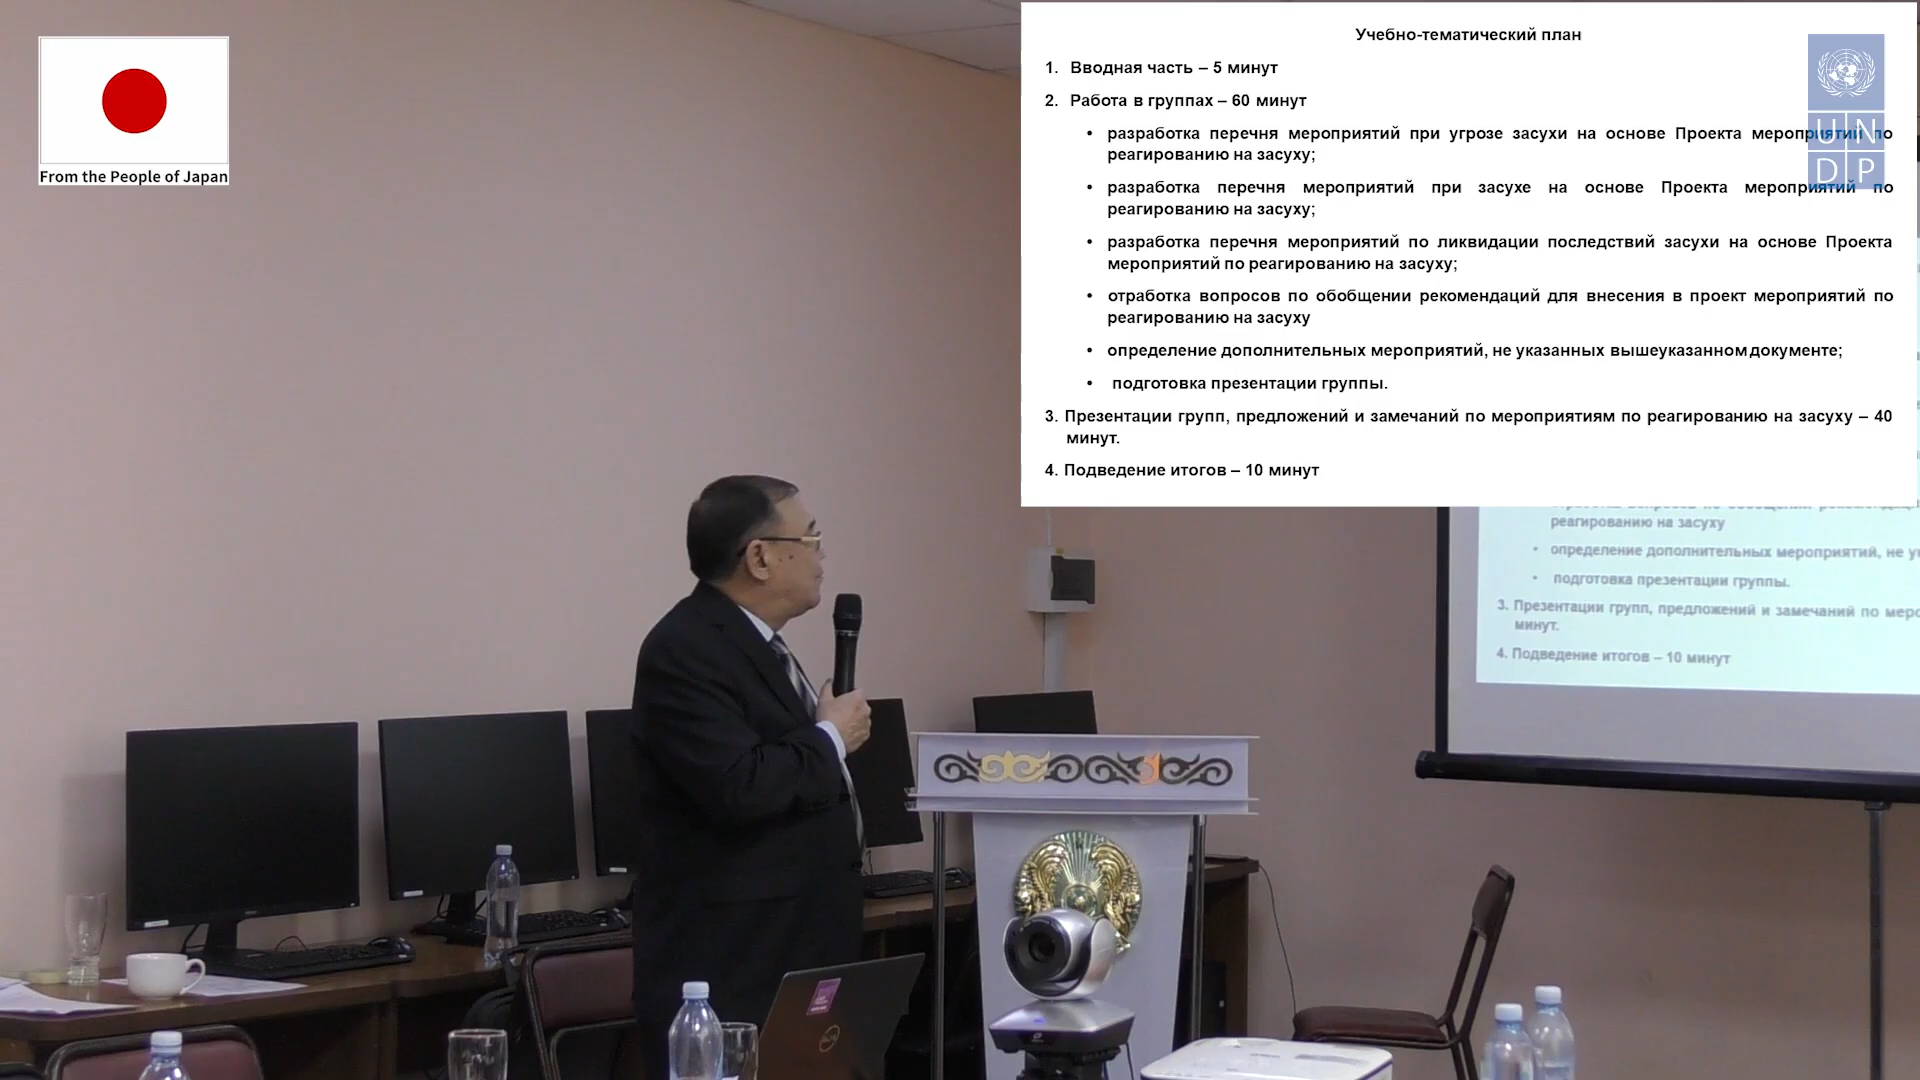 From the People of Japan
Учебно-тематический план
1. Вводная часть – 5 минут
2. Работа в группах – 60 минут
• разработка перечня мероприятий при угрозе засухи на основе Проекта мероприятий по
реагированию на засуху;
• разработка перечня мероприятий при засухе на основе Проекта мероприятий по
реагированию на засуху;
• разработка перечня мероприятий по ликвидации последствий засухи на основе Проекта
мероприятий по реагированию на засуху;
• отработка вопросов по обобщении рекомендаций для внесения в проект мероприятий по
реагированию на засуху
• определение дополнительных мероприятий, не указанных вышеуказанном документе;
• подготовка презентации группы.
3. Презентации групп, предложений и замечаний по мероприятиям по реагированию на засуху – 40
минут.
4. Подведение итогов – 10 минут
UN
DP
реагированию на засуху
• определение дополнительных мероприятий, не
• подготовка презентации группы.
3. Презентации групп, предложений и замечаний по
минут.
4. Подведение итогов – 10 минут